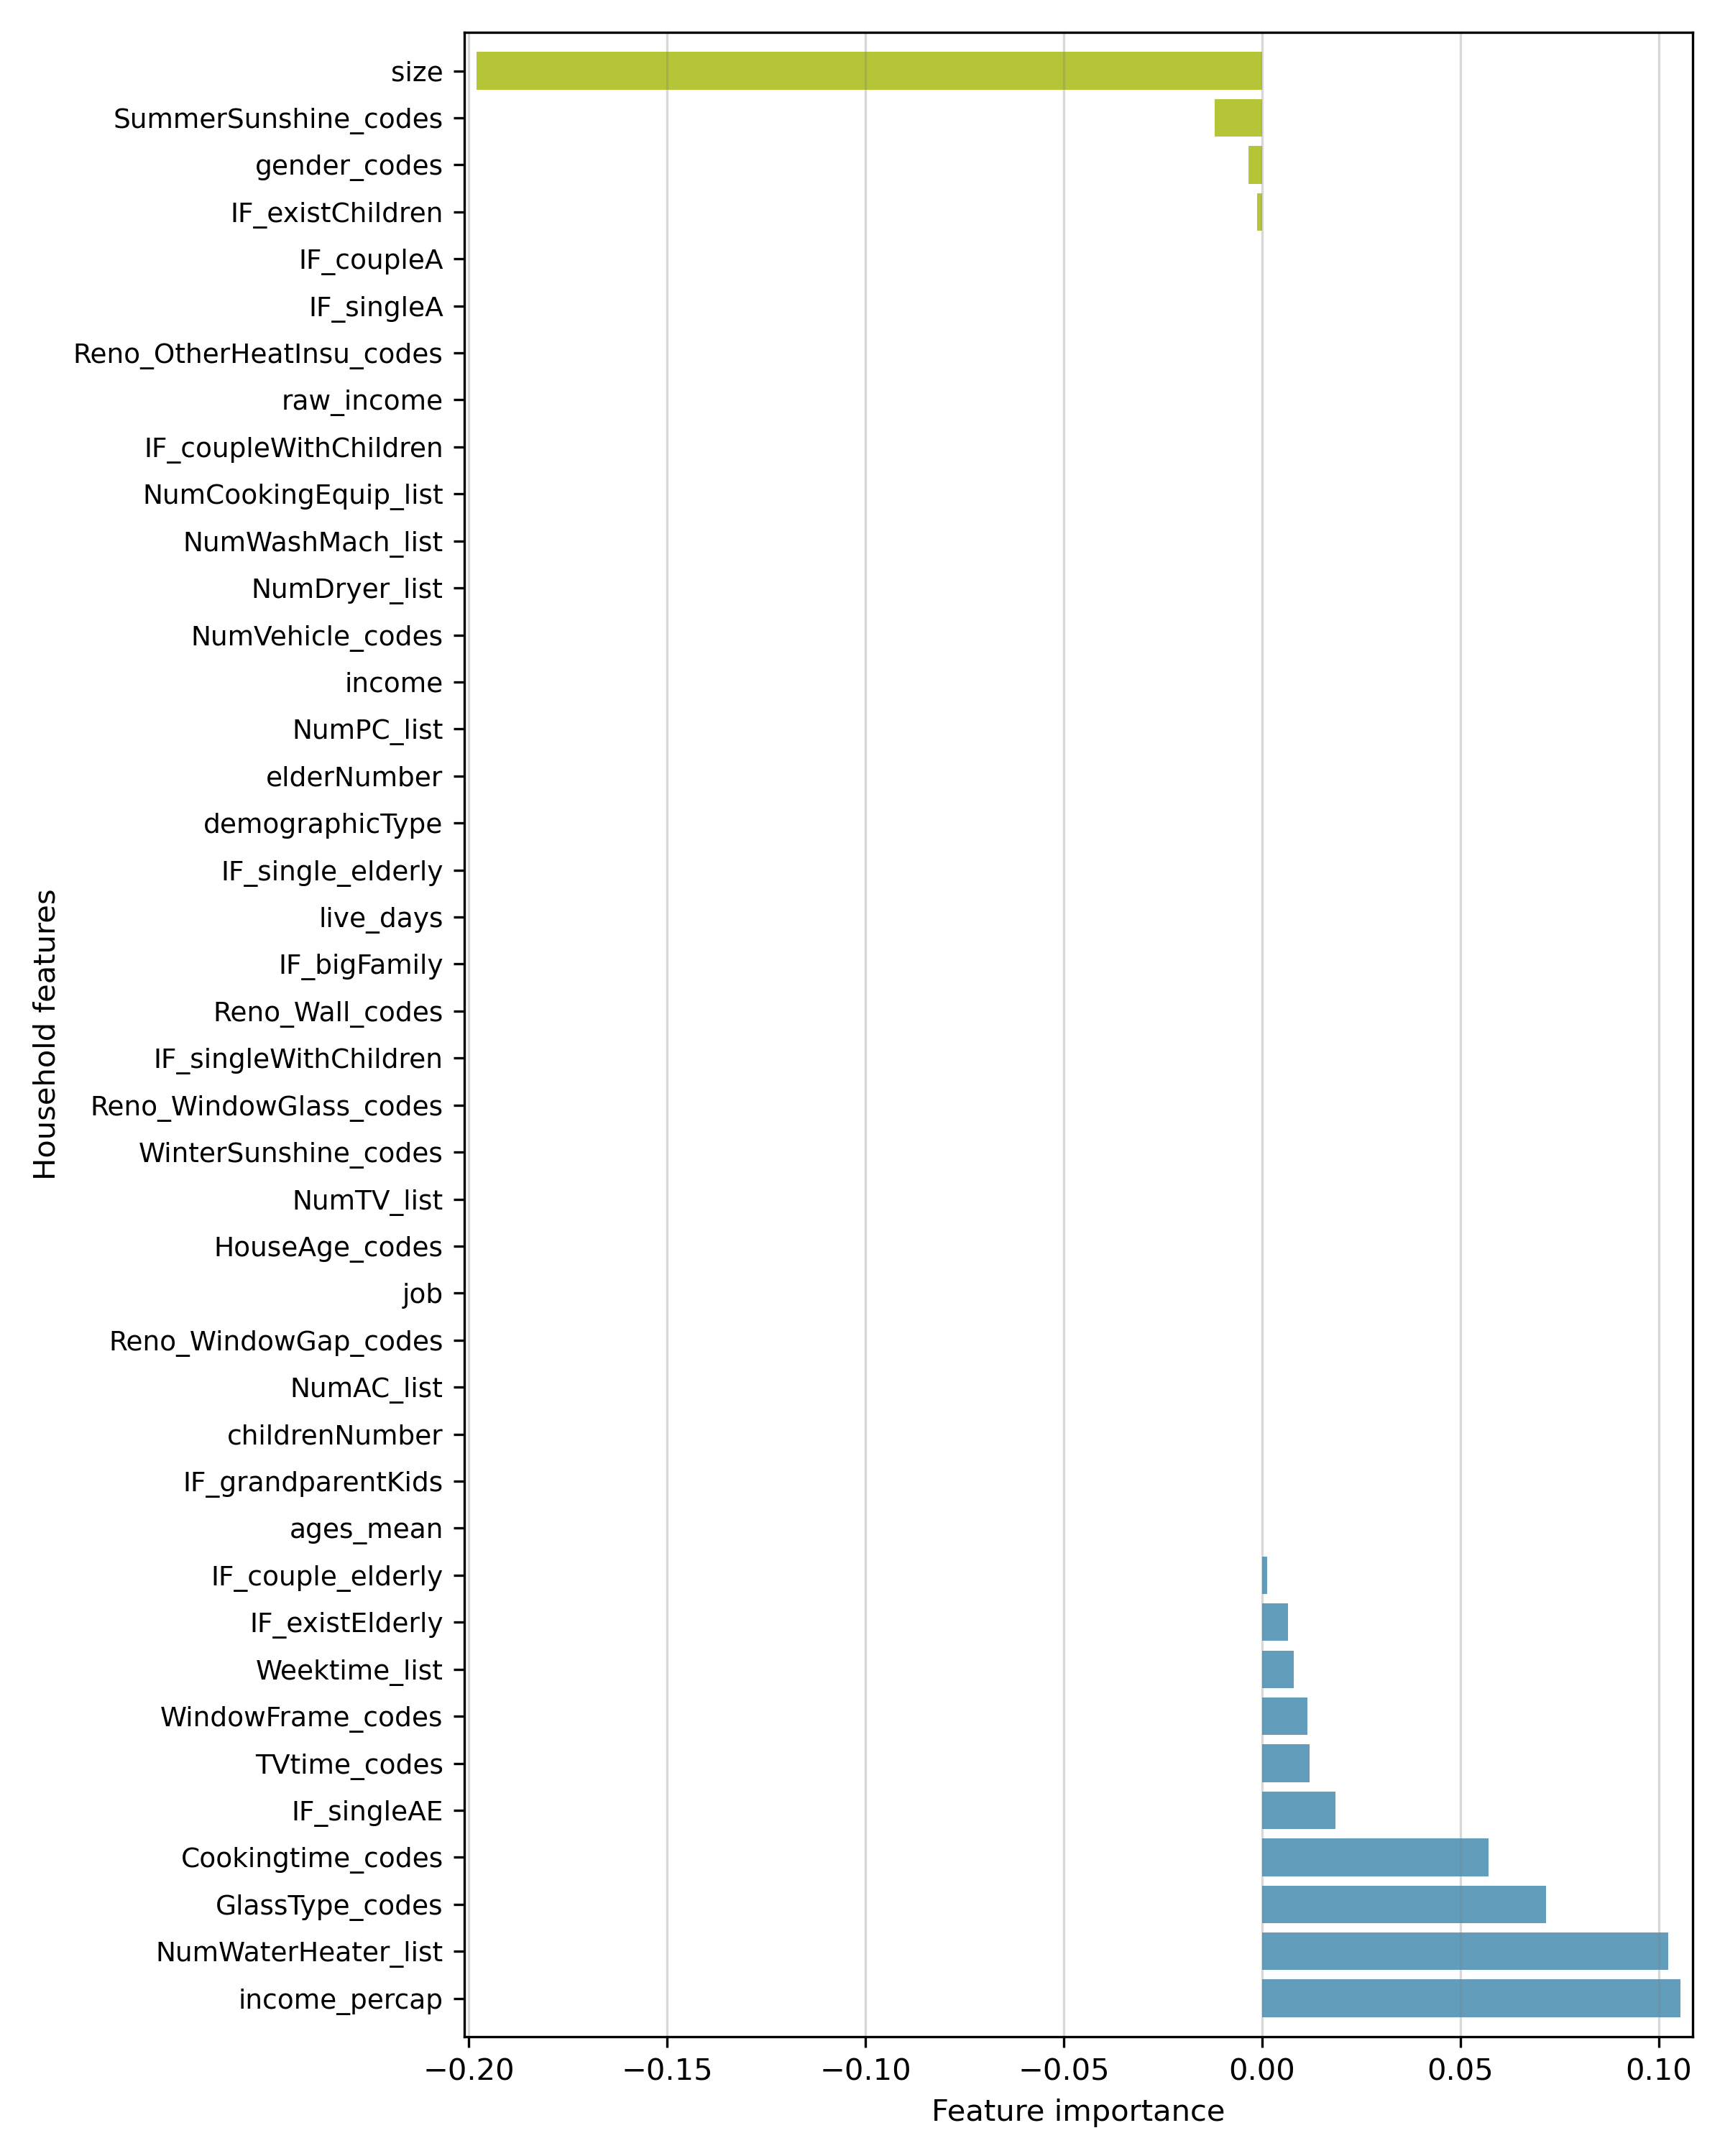 size
SummerSunshine_codes
gender_codes
IF_existChildren
IF_coupleA
IF_singleA
Reno_OtherHeatInsu_codes
raw_income
IF_coupleWithChildren
NumCookingEquip_list
NumWashMach_list
NumDryer_list
NumVehicle_codes
income
NumPC_list
elderNumber
demographicType
IF_single_elderly
live_days
IF_bigFamily
Reno_Wall_codes
IF_singleWithChildren
Reno_WindowGlass_codes
WinterSunshine_codes
NumTV_list
HouseAge_codes
job
Reno_WindowGap_codes
NumAC_list
childrenNumber
IF_grandparentKids
ages_mean
IF_couple_elderly
IF_existElderly
Weektime_list
WindowFrame_codes
TVtime_codes
IF_singleAE
Cookingtime_codes
GlassType_codes
NumWaterHeater_list
income_percap
Household features
−0.20 −0.15 −0.10 −0.05 0.00 0.05 0.10
Feature importance